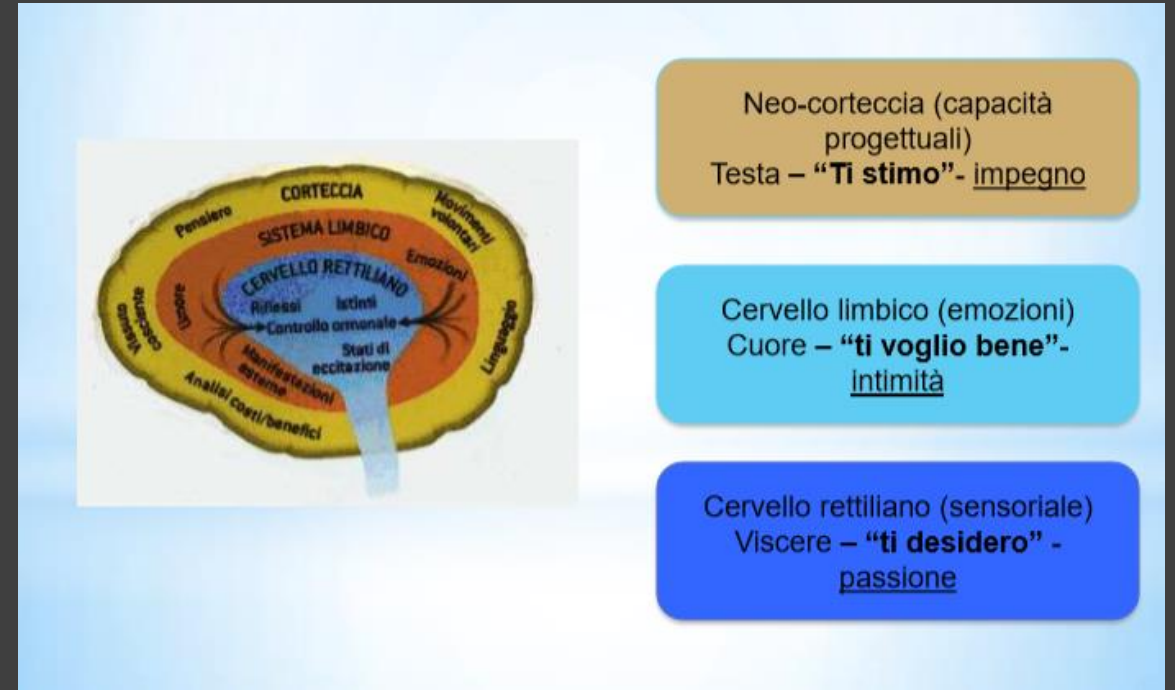 CORTECCIA
Pensiero
Movimenti
volontari
SISTEMA LIMBICO
Emozioni
CERVELLO RETTILIANO
Umore
Riflessi
Istinti
Controllo ormonale
Vissuto
cosciente
Linguaggio
Stati di
eccitazione
Manifestazioni
esterne
Analisi costi/benefici
Neo-corteccia (capacità
progettuali)
Testa – “Ti stimo”- impegno
Cervello limbico (emozioni)
Cuore – “ti voglio bene”-
intimità
Cervello rettiliano (sensoriale)
Viscere – “ti desidero” -
passione